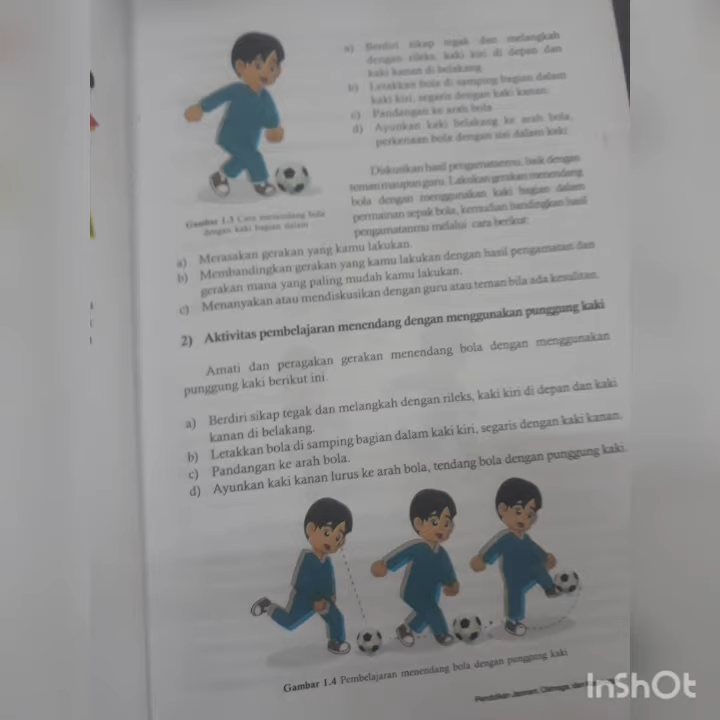 a) Berdiri sikap tegak dan melangkah
dengan rileks, kaki kiri di depan dan
kaki kanan di belakang.
b) Letakkan bola di samping bagian dalam
kaki kiri, segaris dengan kaki kanan.
c) Pandangan ke arah bola
d) Ayunkan kaki belakang ke arah bola,
perkenaan bola dengan sisi dalam kaki.
Diskusikan hasil pengamatanmu, baik dengan
teman maupun guru. Lakukan gerakan menendang
bola dengan menggunakan kaki bagian dalam
permainan sepak bola, kemudian bandingkan hasil
pengamatanmu melalui cara berikut:
Gambar 1.3 Cara menendang bola
dengan kaki bagian dalam
a) Merasakan gerakan yang kamu lakukan.
b) Membandingkan gerakan yang kamu lakukan dengan hasil pengamatan dan
gerakan mana yang paling mudah kamu lakukan.
c) Menanyakan atau mendiskusikan dengan guru atau teman bila ada kesulitan.
2) Aktivitas pembelajaran menendang dengan menggunakan punggung kaki
Amati dan peragakan gerakan menendang bola dengan menggunakan
punggung kaki berikut ini.
a) Berdiri sikap tegak dan melangkah dengan rileks, kaki kiri di depan dan kaki
kanan di belakang.
b) Letakkan bola di samping bagian dalam kaki kiri, segaris dengan kaki kanan.
c) Pandangan ke arah bola.
d) Ayunkan kaki kanan lurus ke arah bola, tendang bola dengan punggung kaki.
Gambar 1.4 Pembelajaran menendang bola dengan punggung kaki
Pendidikan Jasmani, Olahraga,
InShOt